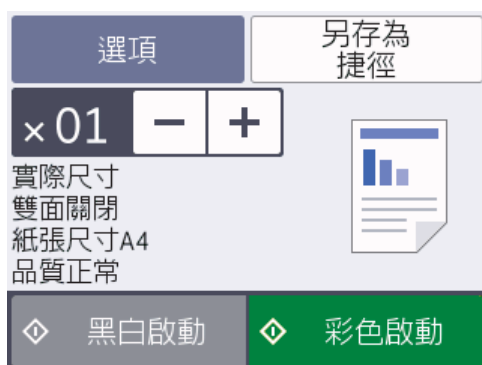 選項
另存為
捷徑
×01
實際尺寸
雙面關閉
紙張尺寸A4
品質正常
黑白啟動
彩色啟動